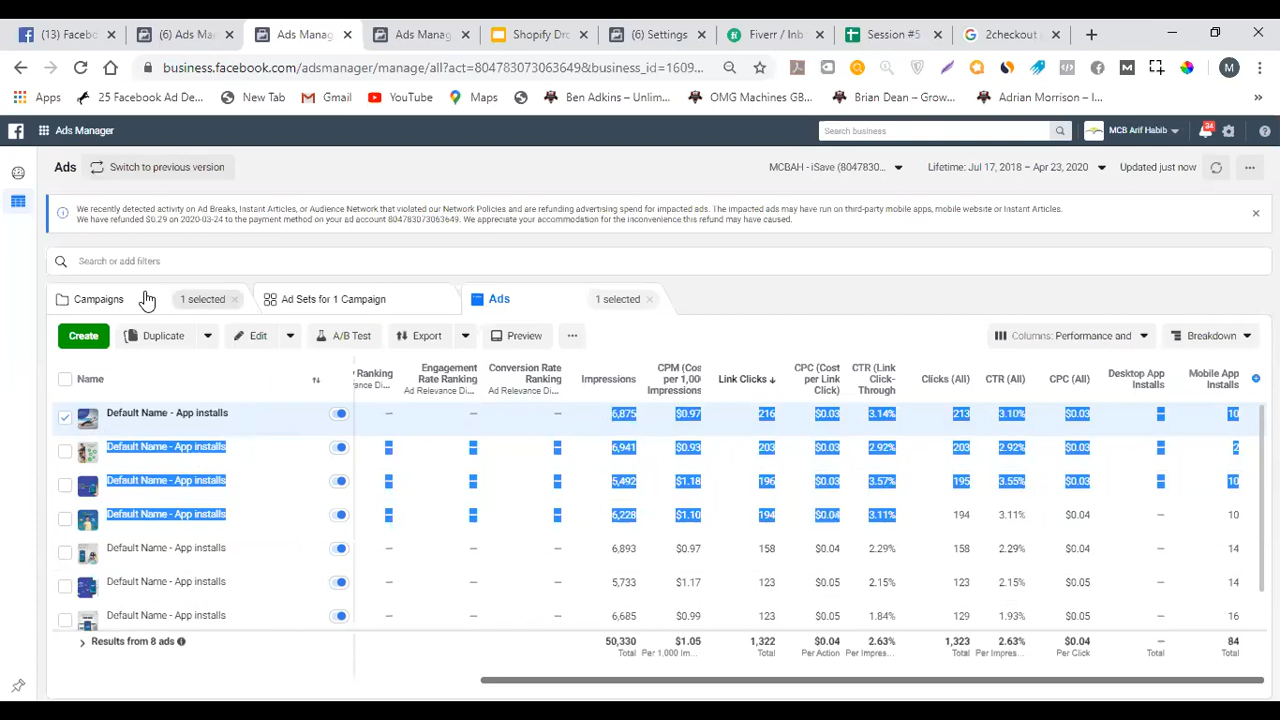 (13) Faceboo
(6) Ads Ma
Ads Manag
Ads Manag
Shopify Dro
(6) Settings
Fiverr / Inb
Session #5
2checkout a
business.facebook.com/adsmanager/manage/all?act=804783073063649&business_id=1609...
M
Apps
25 Facebook Ad De...
New Tab
Gmail
YouTube
Maps
Ben Adkins – Unlim...
OMG Machines GB...
Brian Dean – Grow...
Adrian Morrison – I...
»
Ads Manager
Search business
MCB Arif Habib
34
Ads
Switch to previous version
MCBAH - iSave (8047830...
Lifetime: Jul 17, 2018 – Apr 23, 2020
Updated just now
We recently detected activity on Ad Breaks, Instant Articles, or Audience Network that violated our Network Policies and are refunding advertising spend for impacted ads. The impacted ads may have run on third-party mobile apps, mobile website or Instant Articles.
We have refunded $0.29 on 2020-03-24 to the payment method on your ad account 804783073063649. We appreciate your accommodation for the inconvenience this refund may have caused.
Search or add filters
Campaigns
1 selected
Ad Sets for 1 Campaign
Ads
1 selected
Create
Duplicate
Edit
A/B Test
Export
Preview
Columns: Performance and
Breakdown
Name
y Ranking
vance Di...
Engagement
Rate Ranking
Ad Relevance Di...
Conversion Rate
Ranking
Ad Relevance Di...
Impressions
CPM (Cos
per 1,000
Impressions)
Link Clicks ↓
CPC (Cost
per Link
Click)
CTR (Link
Click-
Through
Clicks (All)
CTR (All)
CPC (All)
Desktop App
Installs
Mobile App
Installs
Default Name - App installs — — — 6,875 $0.97 216 $0.03 3.14% 213 3.10% $0.03 — 10
Default Name - App installs — — — 6,941 $0.93 203 $0.03 2.92% 203 2.92% $0.03 — 2
Default Name - App installs — — — 5,492 $1.18 196 $0.03 3.57% 195 3.55% $0.03 — 10
Default Name - App installs — — — 6,228 $1.10 194 $0.04 3.11% 194 3.11% $0.04 — 10
Default Name - App installs — — — 6,893 $0.97 158 $0.04 2.29% 158 2.29% $0.04 — 14
Default Name - App installs — — — 5,733 $1.17 123 $0.05 2.15% 123 2.15% $0.05 — 14
Default Name - App installs — — — 6,685 $0.99 123 $0.05 1.84% 129 1.93% $0.05 — 16
Results from 8 ads 50,330 $1.05 1,322 $0.04 2.63% 1,323 2.63% $0.04 — 84
Total Per 1,000 Im... Total Per Action Per Impres... Total Per Impres... Per Click Total Total